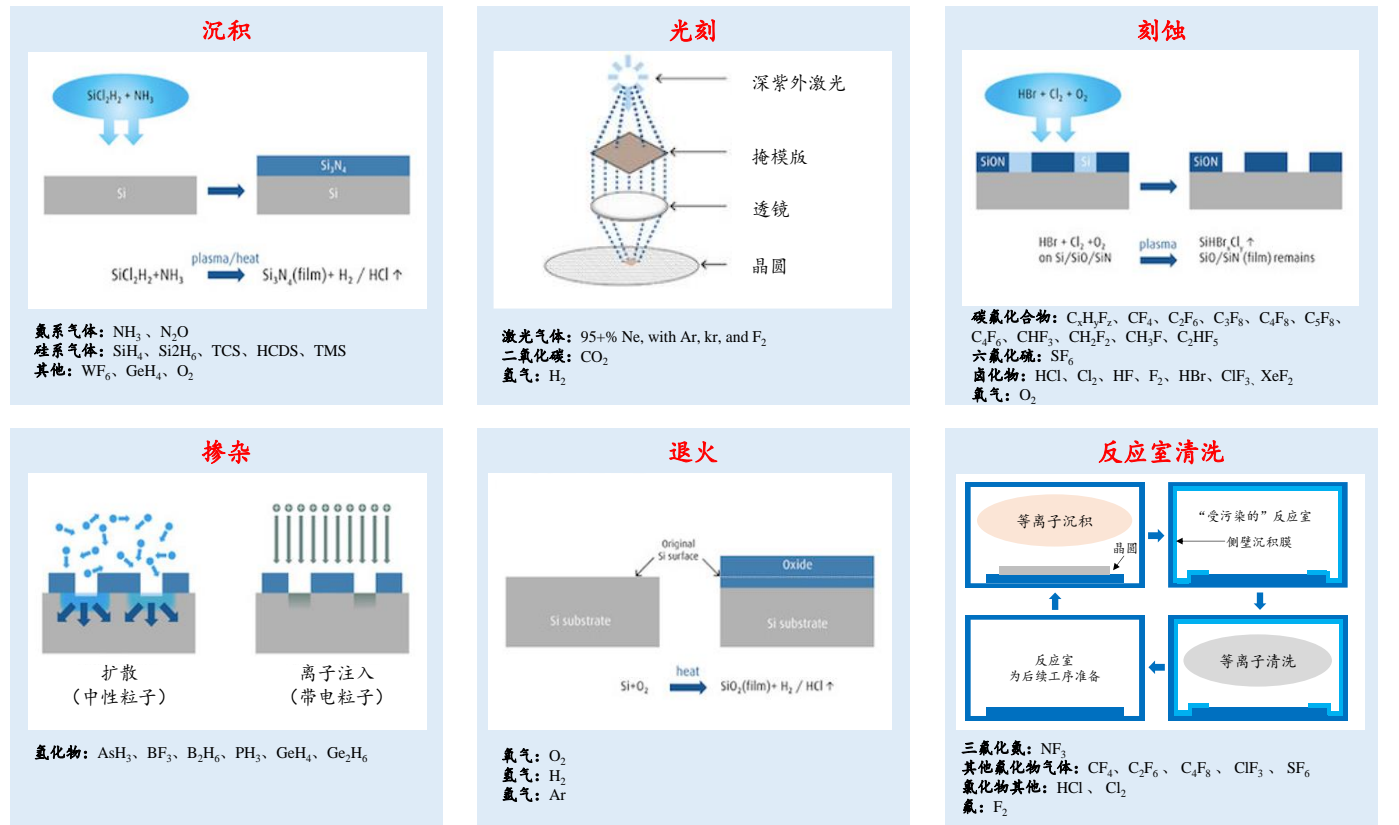 沉积
SiCl₂H₂ + NH₃
Si
Si₃N₄
Si
plasma/heat
SiCl₂H₂+NH₃ Si₃N₄(film)+ H₂ / HCl ↑
氮系气体：NH₃ 、N₂O
硅系气体：SiH₄、Si2H₆、TCS、HCDS、TMS
其他：WF₆、GeH₄、O₂
光刻
深紫外激光
掩模版
透镜
晶圆
激光气体：95+% Ne, with Ar, kr, and F₂
二氧化碳：CO₂
氢气：H₂
刻蚀
HBr + Cl₂ + O₂
SiON Si
SiON
HBr + Cl₂ +O₂ plasma SiHBrₓClᵧ ↑
on Si/SiO/SiN SiO/SiN (film) remains
碳氟化合物：CₓHᵧF_z、CF₄、C₂F₆、C₃F₈、C₄F₈、C₅F₈、
C₄F₆、CHF₃、CH₂F₂、CH₃F、C₂HF₅
六氟化硫：SF₆
卤化物：HCl、Cl₂、HF、F₂、HBr、ClF₃、XeF₂
氧气：O₂
掺杂
扩散
（中性粒子）
离子注入
（带电粒子）
氢化物：AsH₃、BF₃、B₂H₆、PH₃、GeH₄、Ge₂H₆
退火
Original
Si surface
Oxide
Si substrate
Si substrate
heat
Si+O₂ SiO₂(film)+ H₂ / HCl ↑
氧气：O₂
氢气：H₂
氩气：Ar
反应室清洗
等离子沉积
晶圆
“受污染的”反应室
侧壁沉积膜
反应室
为后续工序准备
等离子清洗
三氟化氮：NF₃
其他氟化物气体：CF₄、C₂F₆ 、 C₄F₈ 、 ClF₃ 、 SF₆
氯化物其他：HCl 、 Cl₂
氟：F₂